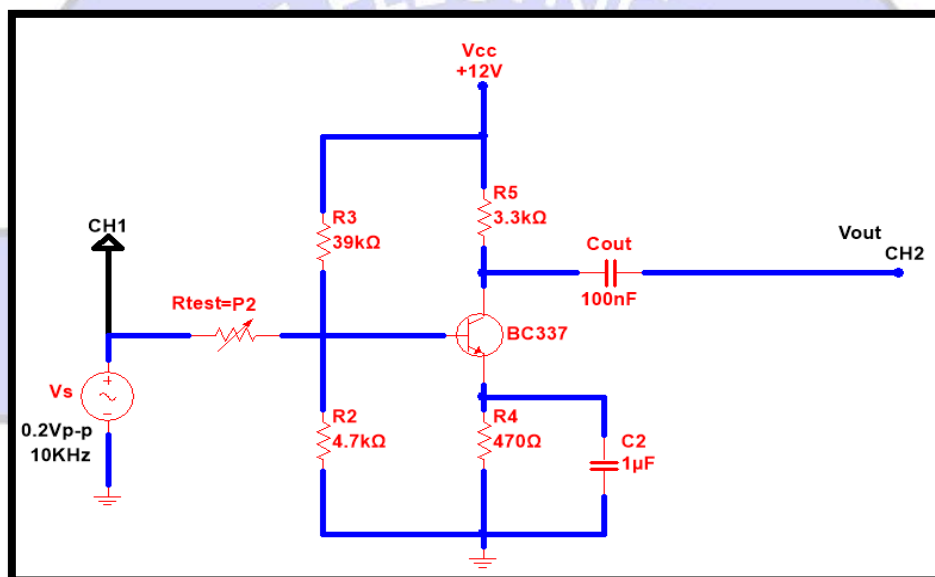 Vcc
+12V
R5
3.3kΩ
R3
39kΩ
CH1
Cout
100nF
Vout
CH2
Rtest=P2
BC337
Vs
0.2Vp-p
10KHz
R2
4.7kΩ
R4
470Ω
C2
1µF